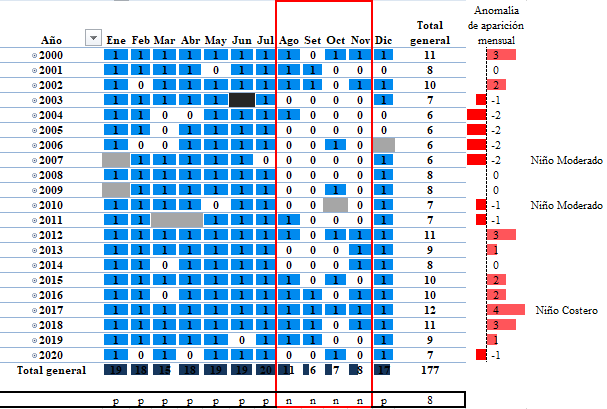 Anomalía
Total de aparición
Año Ene Feb Mar Abr May Jun Jul Ago Set Oct Nov Dic general mensual
2000 1 1 1 1 1 1 1 1 0 1 1 1 11 3
2001 1 1 1 1 0 1 1 1 1 0 0 0 8 0
2002 1 0 1 1 1 1 1 1 1 0 1 1 10 2
2003 1 1 1 1 1 1 0 0 0 0 1 7 -1
2004 1 1 0 0 1 1 1 1 0 0 0 0 6 -2
2005 1 1 0 1 1 1 1 0 0 0 0 0 6 -2
2006 1 0 0 1 1 1 1 0 0 1 0 6 -2
2007 1 1 1 1 1 0 0 0 0 0 1 6 -2 Niño Moderado
2008 1 1 1 1 1 1 1 0 0 0 0 1 8 0
2009 1 1 1 1 1 1 0 0 1 0 1 8 0
2010 1 1 1 1 0 1 1 0 0 0 1 7 -1 Niño Moderado
2011 1 1 1 1 1 1 0 0 0 1 7 -1
2012 1 1 1 1 1 1 1 1 0 1 1 1 11 3
2013 1 1 1 1 1 1 1 0 0 0 1 1 9 1
2014 1 1 0 1 1 1 1 0 0 0 1 1 8 0
2015 1 1 1 1 1 1 1 1 0 1 0 1 10 2
2016 1 1 0 1 1 1 1 1 1 0 1 1 10 2
2017 1 1 1 1 1 1 1 1 1 1 1 1 12 4 Niño Costero
2018 1 1 1 1 1 1 1 1 1 0 1 1 11 3
2019 1 1 1 1 1 0 1 1 1 0 0 1 9 1
2020 1 0 1 0 1 1 1 0 0 1 0 1 7 -1
Total general 19 18 15 18 19 19 20 11 6 7 8 17 177
p p p p p p p n n n n p 8